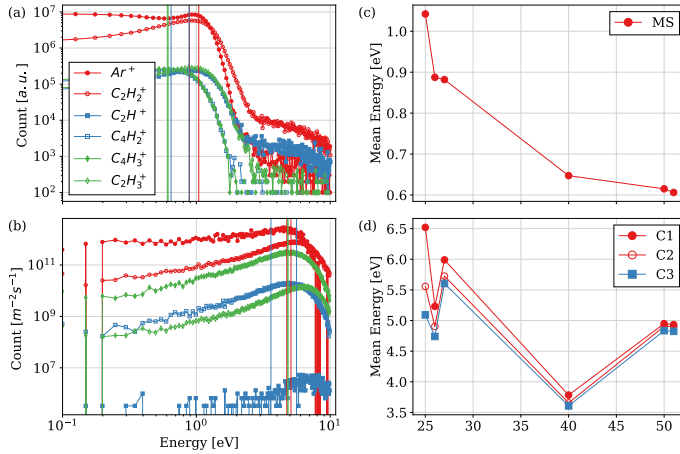 (a)
10^7
10^6
10^5
10^4
10^3
10^2
Count [a.u.]
Ar^+
C_2H_2^+
C_2H^+
C_4H_2^+
C_4H_3^+
C_2H_3^+
(b)
10^11
10^9
10^7
Count [m^-2s^-1]
10^-1
10^0
10^1
Energy [eV]
(c)
MS
1.0
0.9
0.8
0.7
0.6
Mean Energy [eV]
(d)
C1
C2
C3
6.5
6.0
5.5
5.0
4.5
4.0
3.5
Mean Energy [eV]
25 30 35 40 45 50